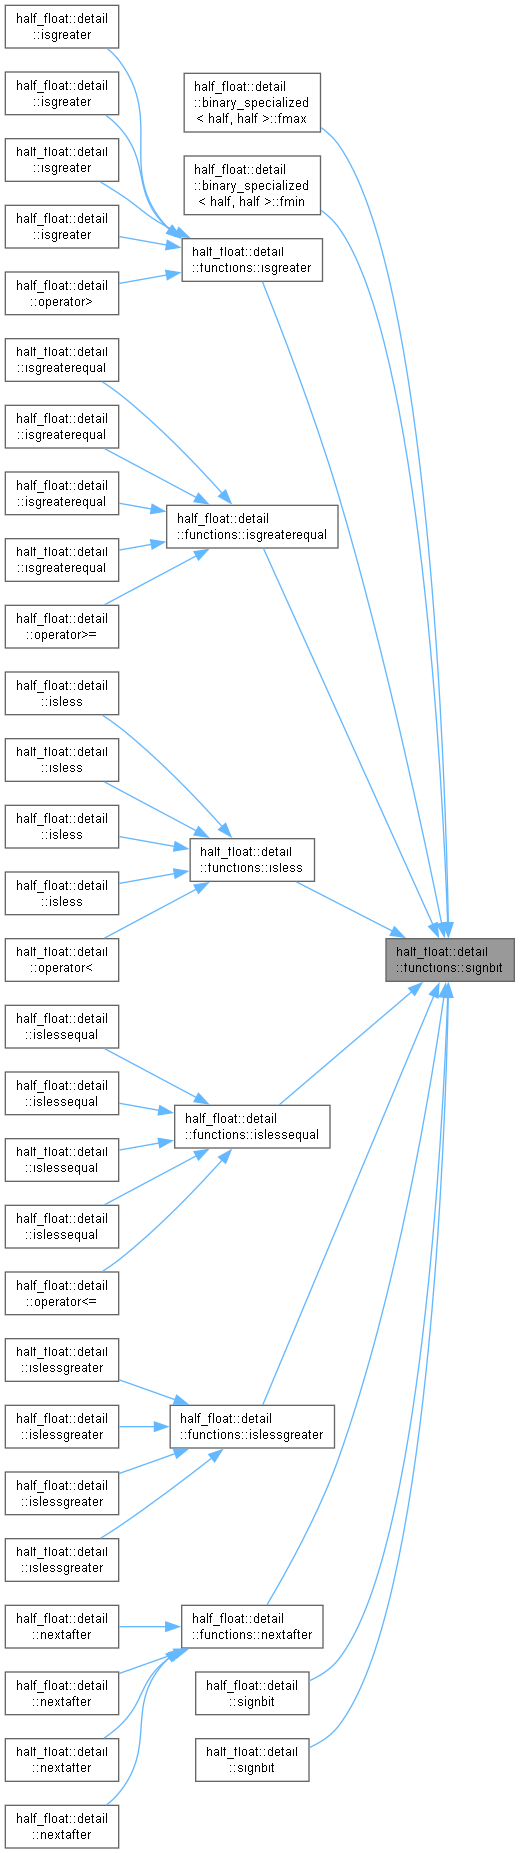 half_float::detail
::isgreater
half_float::detail
::isgreater
half_float::detail
::isgreater
half_float::detail
::isgreater
half_float::detail
::operator>
half_float::detail
::isgreaterequal
half_float::detail
::isgreaterequal
half_float::detail
::isgreaterequal
half_float::detail
::isgreaterequal
half_float::detail
::operator>=
half_float::detail
::isless
half_float::detail
::isless
half_float::detail
::isless
half_float::detail
::isless
half_float::detail
::operator<
half_float::detail
::islessequal
half_float::detail
::islessequal
half_float::detail
::islessequal
half_float::detail
::islessequal
half_float::detail
::operator<=
half_float::detail
::islessgreater
half_float::detail
::islessgreater
half_float::detail
::islessgreater
half_float::detail
::islessgreater
half_float::detail
::nextafter
half_float::detail
::nextafter
half_float::detail
::nextafter
half_float::detail
::nextafter
half_float::detail
::binary_specialized
< half, half >::fmax
half_float::detail
::binary_specialized
< half, half >::fmin
half_float::detail
::functions::isgreater
half_float::detail
::functions::isgreaterequal
half_float::detail
::functions::isless
half_float::detail
::functions::islessequal
half_float::detail
::functions::islessgreater
half_float::detail
::functions::nextafter
half_float::detail
::signbit
half_float::detail
::signbit
half_float::detail
::functions::signbit